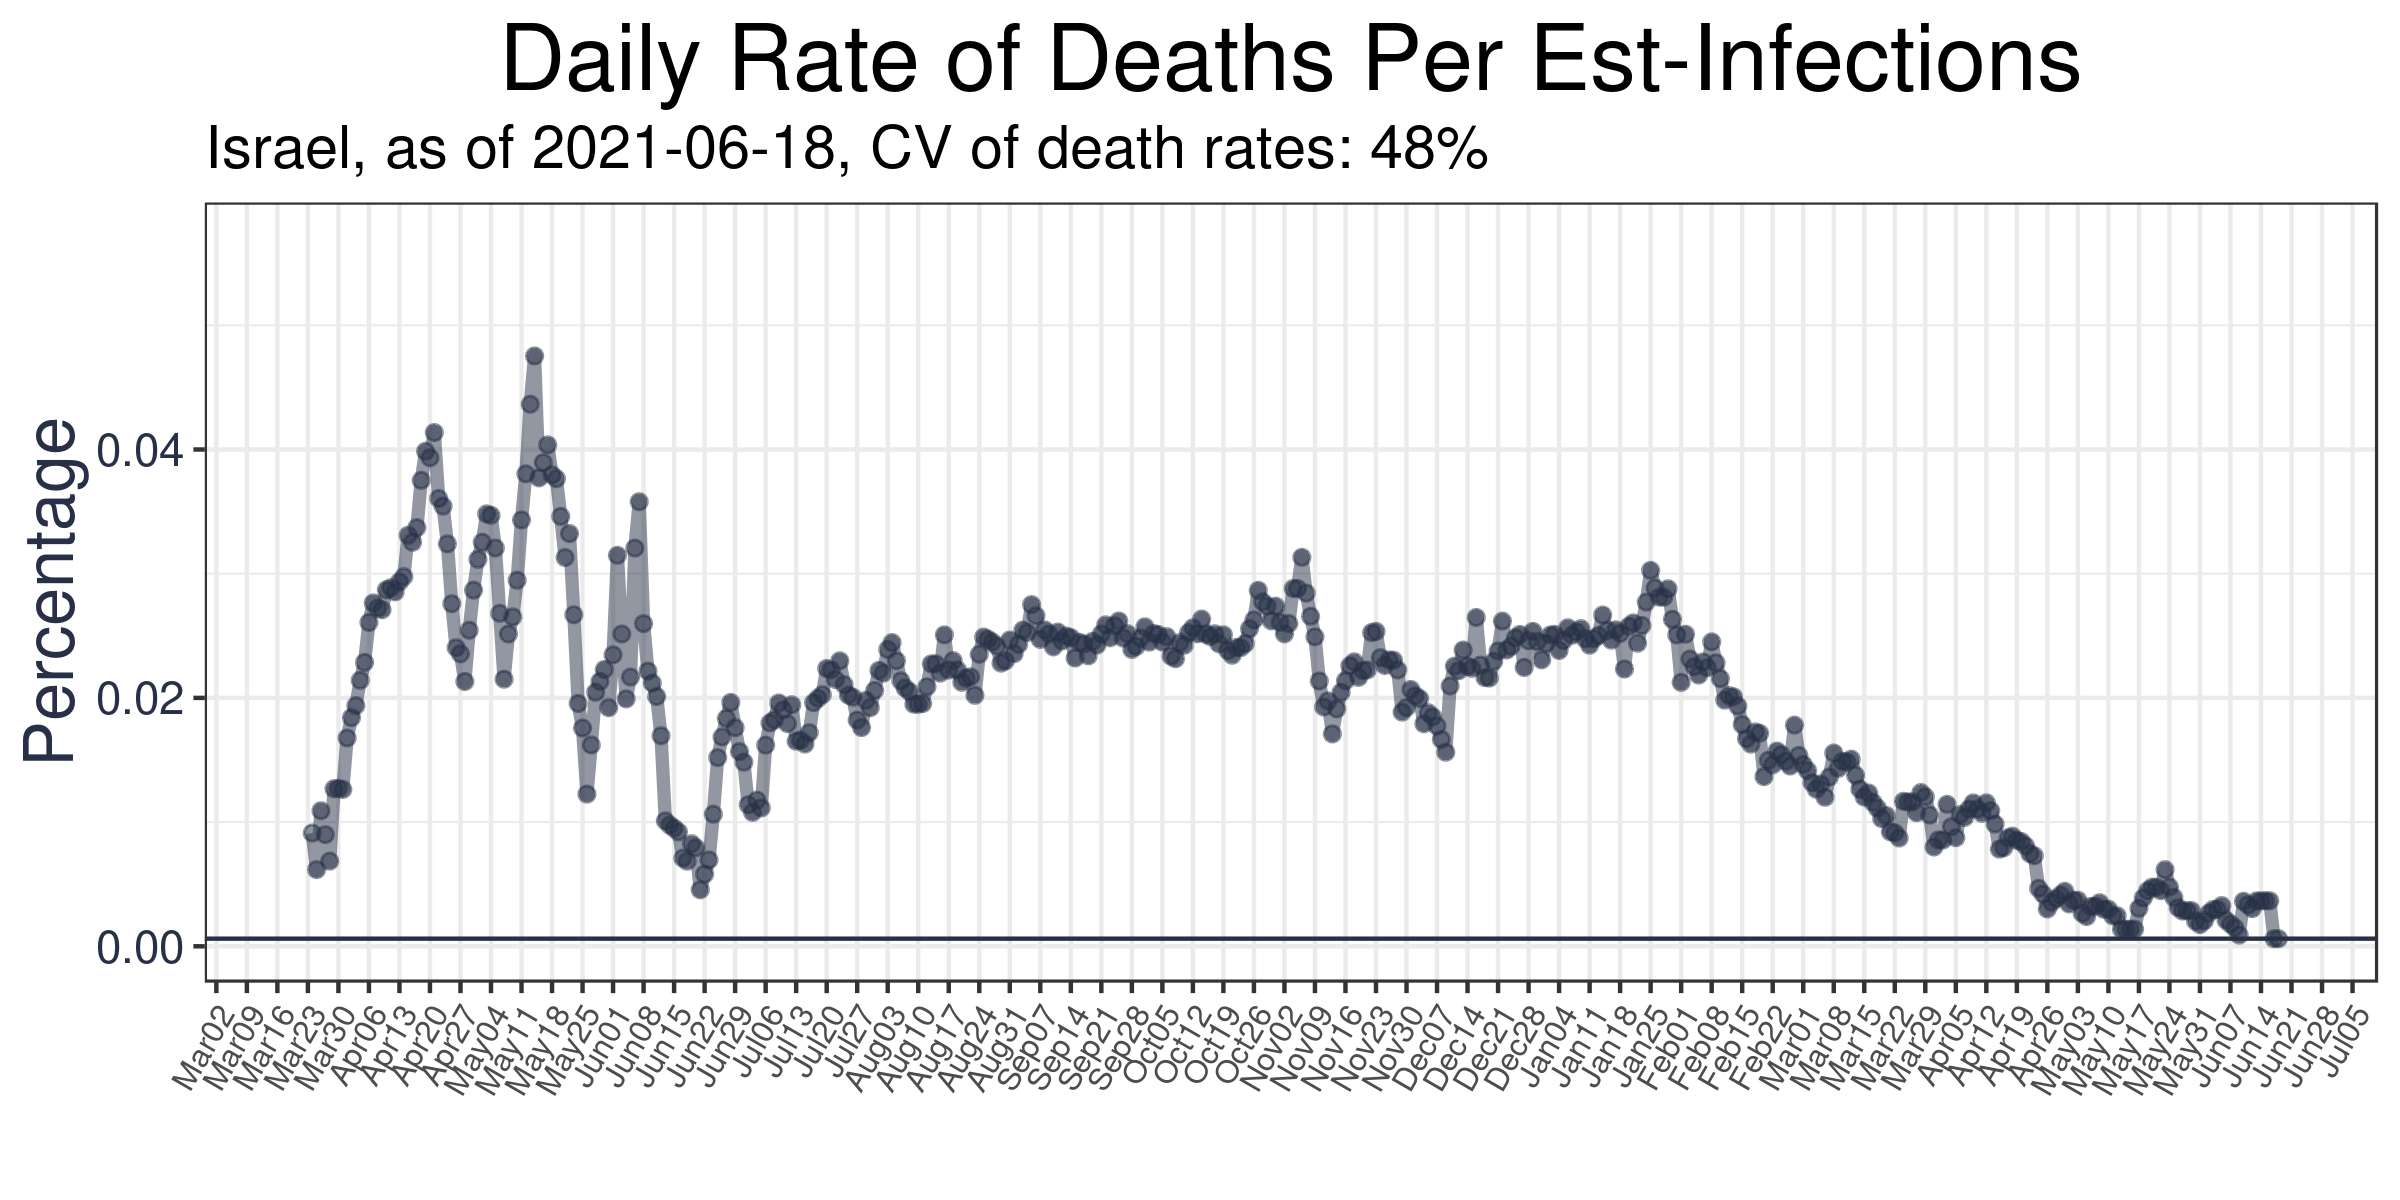 Daily Rate of Deaths Per Est-Infections
Israel, as of 2021-06-18, CV of death rates: 48%
Percentage
0.04
0.02
0.00
Mar02 Mar09 Mar16 Mar23 Mar30 Apr06 Apr13 Apr20 Apr27 May04 May11 May18 May25 Jun01 Jun08 Jun15 Jun22 Jun29 Jul06 Jul13 Jul20 Jul27 Aug03 Aug10 Aug17 Aug24 Aug31 Sep07 Sep14 Sep21 Sep28 Oct05 Oct12 Oct19 Oct26 Nov02 Nov09 Nov16 Nov23 Nov30 Dec07 Dec14 Dec21 Dec28 Jan04 Jan11 Jan18 Jan25 Feb01 Feb08 Feb15 Feb22 Mar01 Mar08 Mar15 Mar22 Mar29 Apr05 Apr12 Apr19 Apr26 May03 May10 May17 May24 May31 Jun07 Jun14 Jun21 Jun28 Jul05